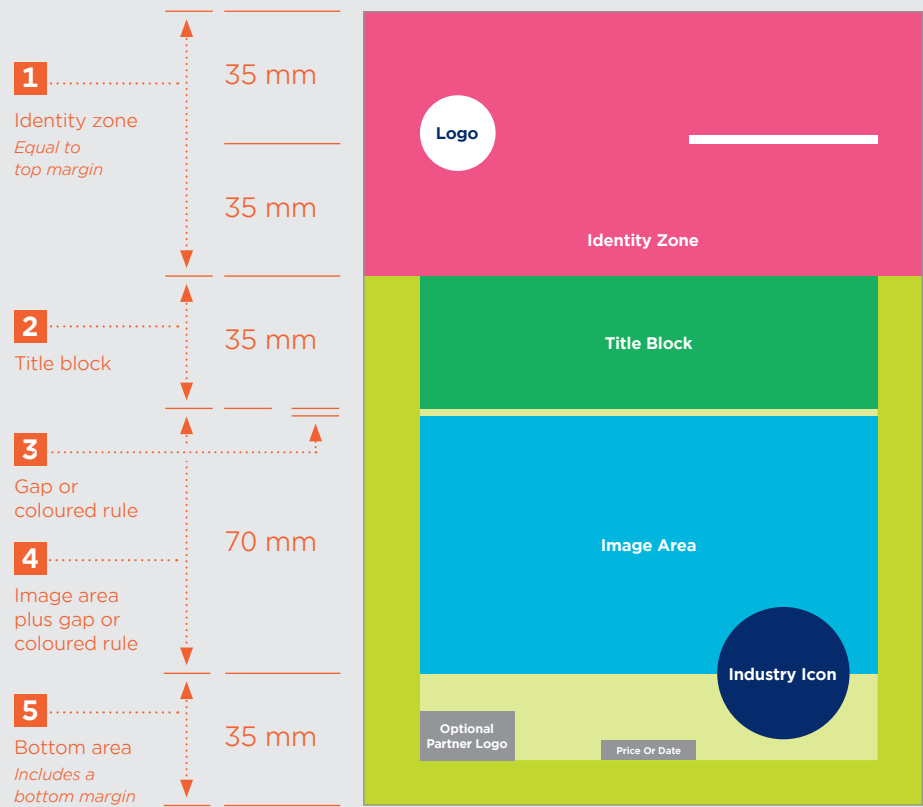 1
Identity zone
Equal to
top margin
35 mm
35 mm
2
Title block
35 mm
3
Gap or
coloured rule
4
Image area
plus gap or
coloured rule
70 mm
5
Bottom area
Includes a
bottom margin
35 mm
Logo
Identity Zone
Title Block
Image Area
Industry Icon
Optional
Partner Logo
Price Or Date